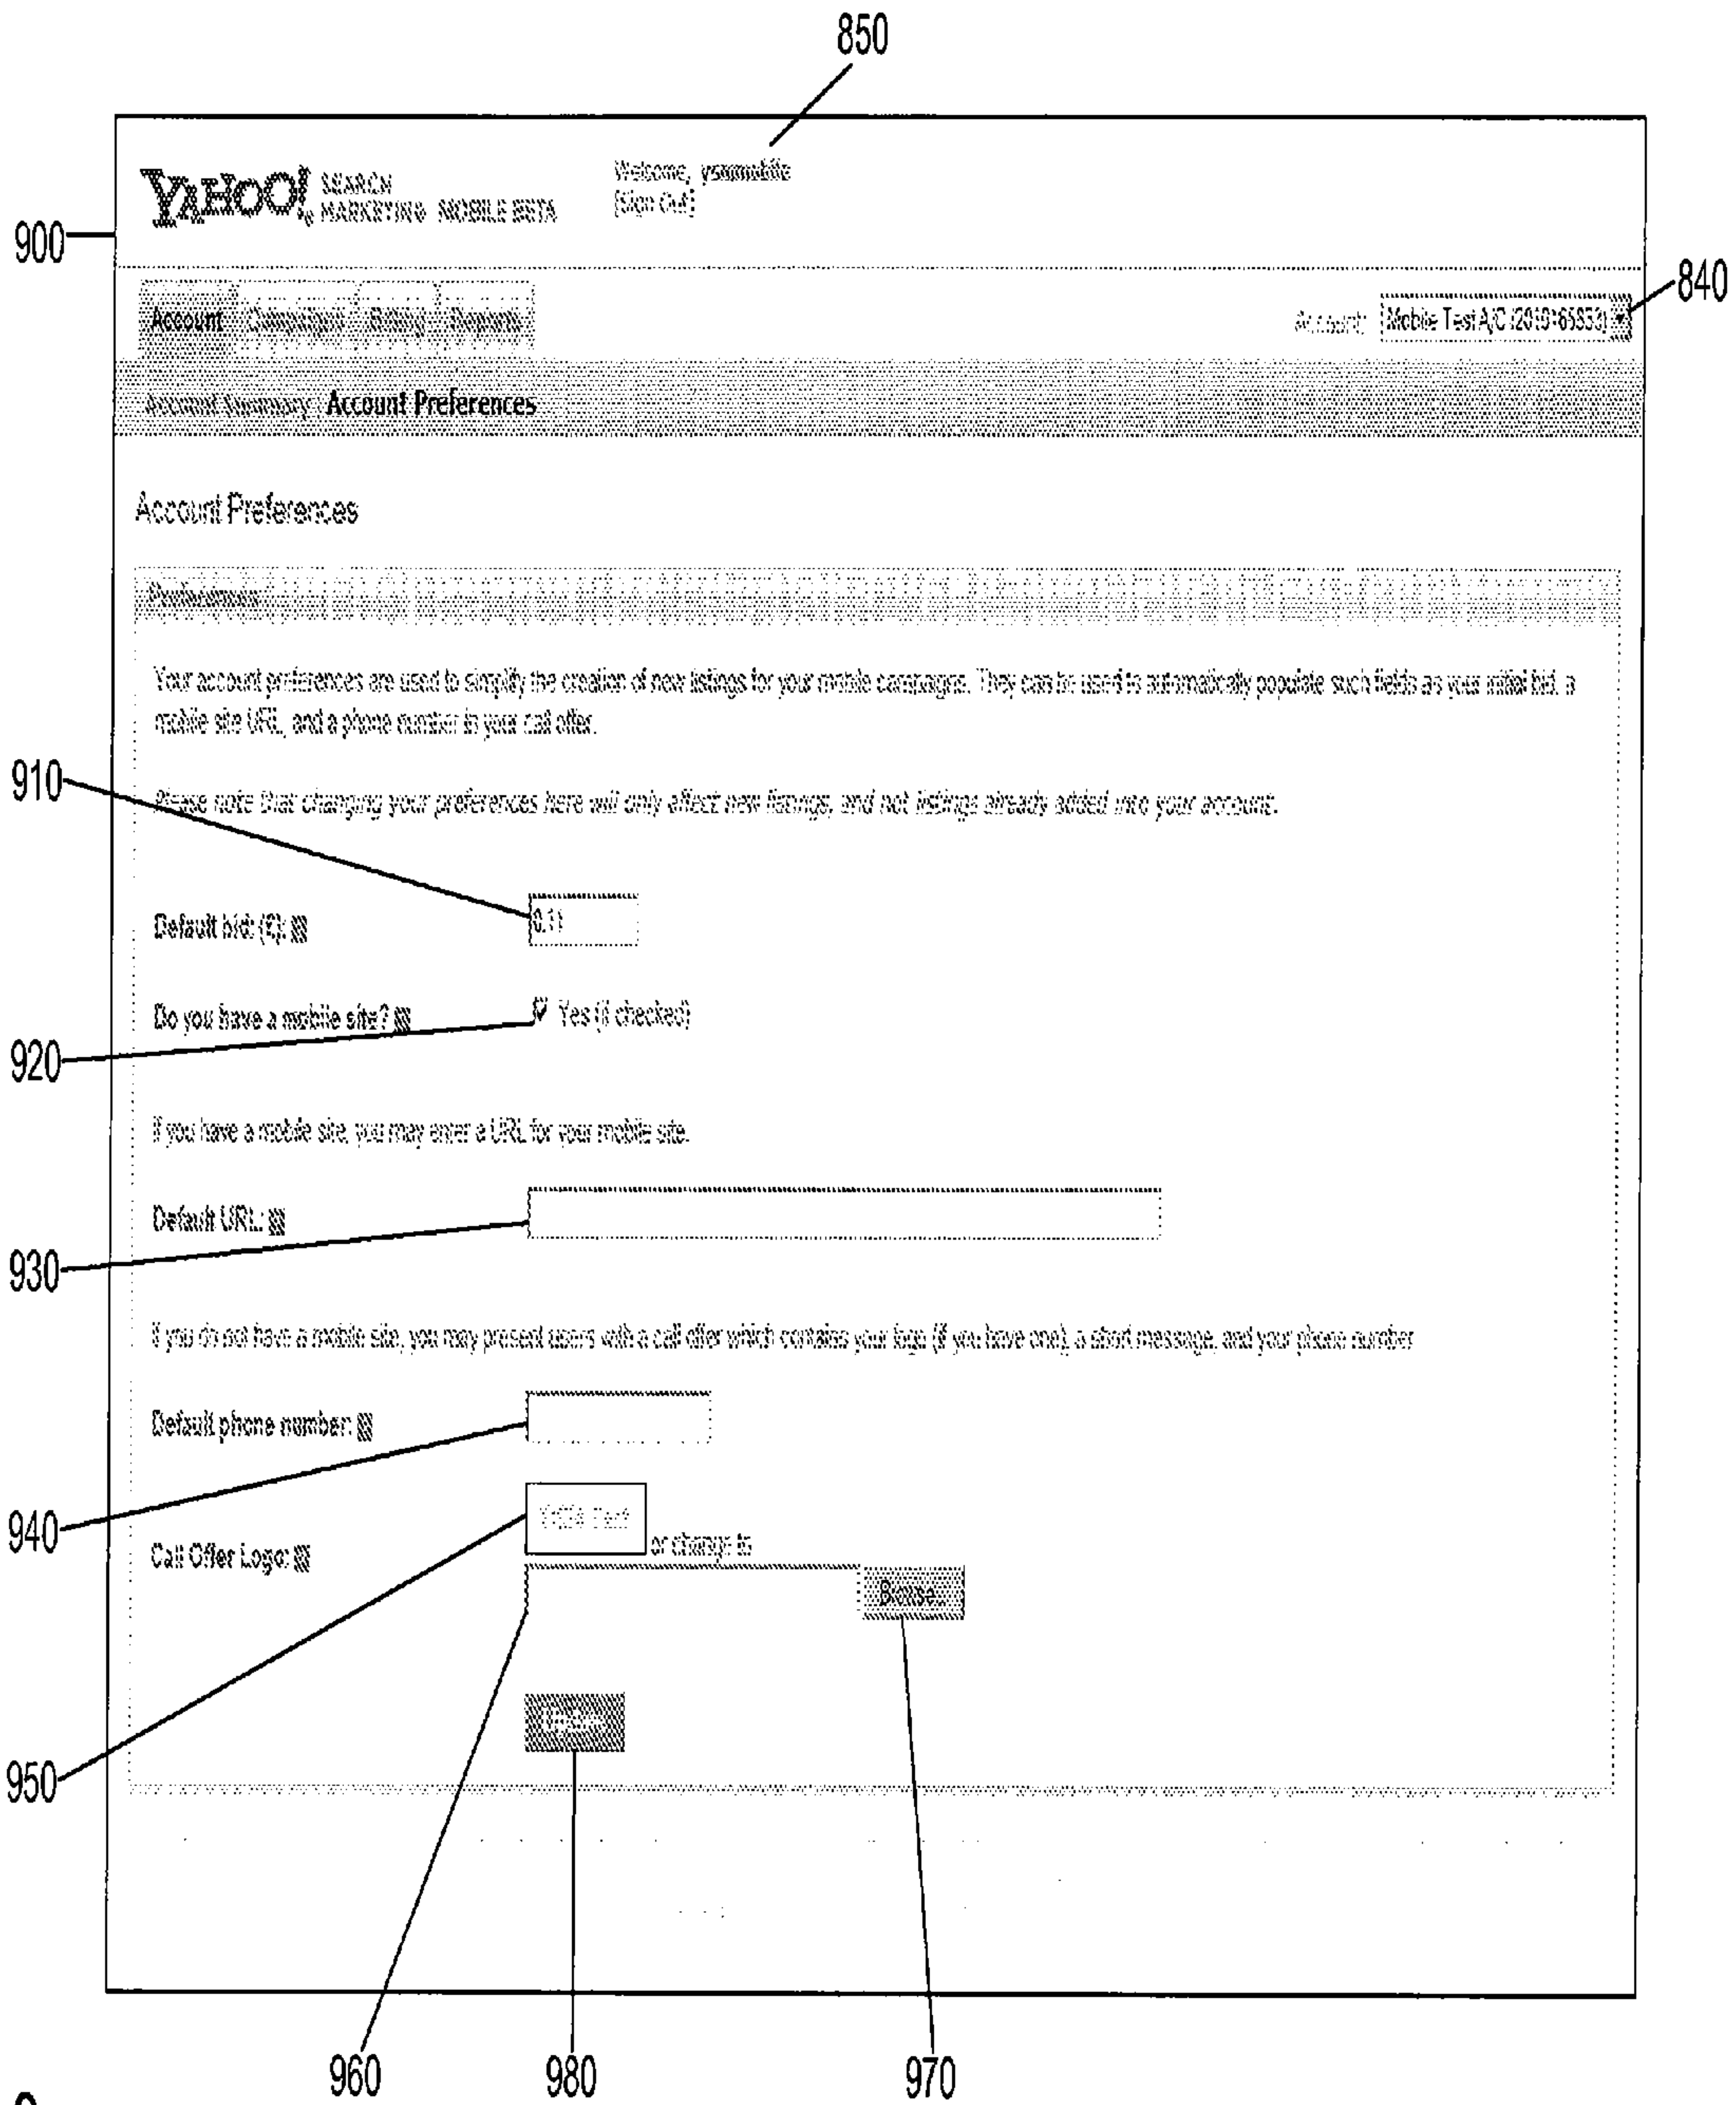 850
YAHOO! SEARCH
MARKETING MOBILE BETA
Welcome, ysmmobile
[Sign Out]
900
840
Account Campaigns Billing Reports
Account: Mobile Test A/C
Account Summary Account Preferences
Account Preferences
Preferences
Your account preferences are used to simplify the creation of new listings for your mobile campaigns. They can be used to automatically populate such fields as your initial bid, a
mobile site URL, and a phone number in your call offer.
910
Please note that changing your preferences here will only effect new listings, and not listings already added into your account.
Default bid: (£): 0.11
Do you have a mobile site? Yes (if checked)
920
If you have a mobile site, you may enter a URL for your mobile site.
Default URL:
930
If you do not have a mobile site, you may present users with a call offer which contains your logo (if you have one), a short message, and your phone number
Default phone number:
940
Call Offer Logo: or change to
Browse...
950
960 980 970